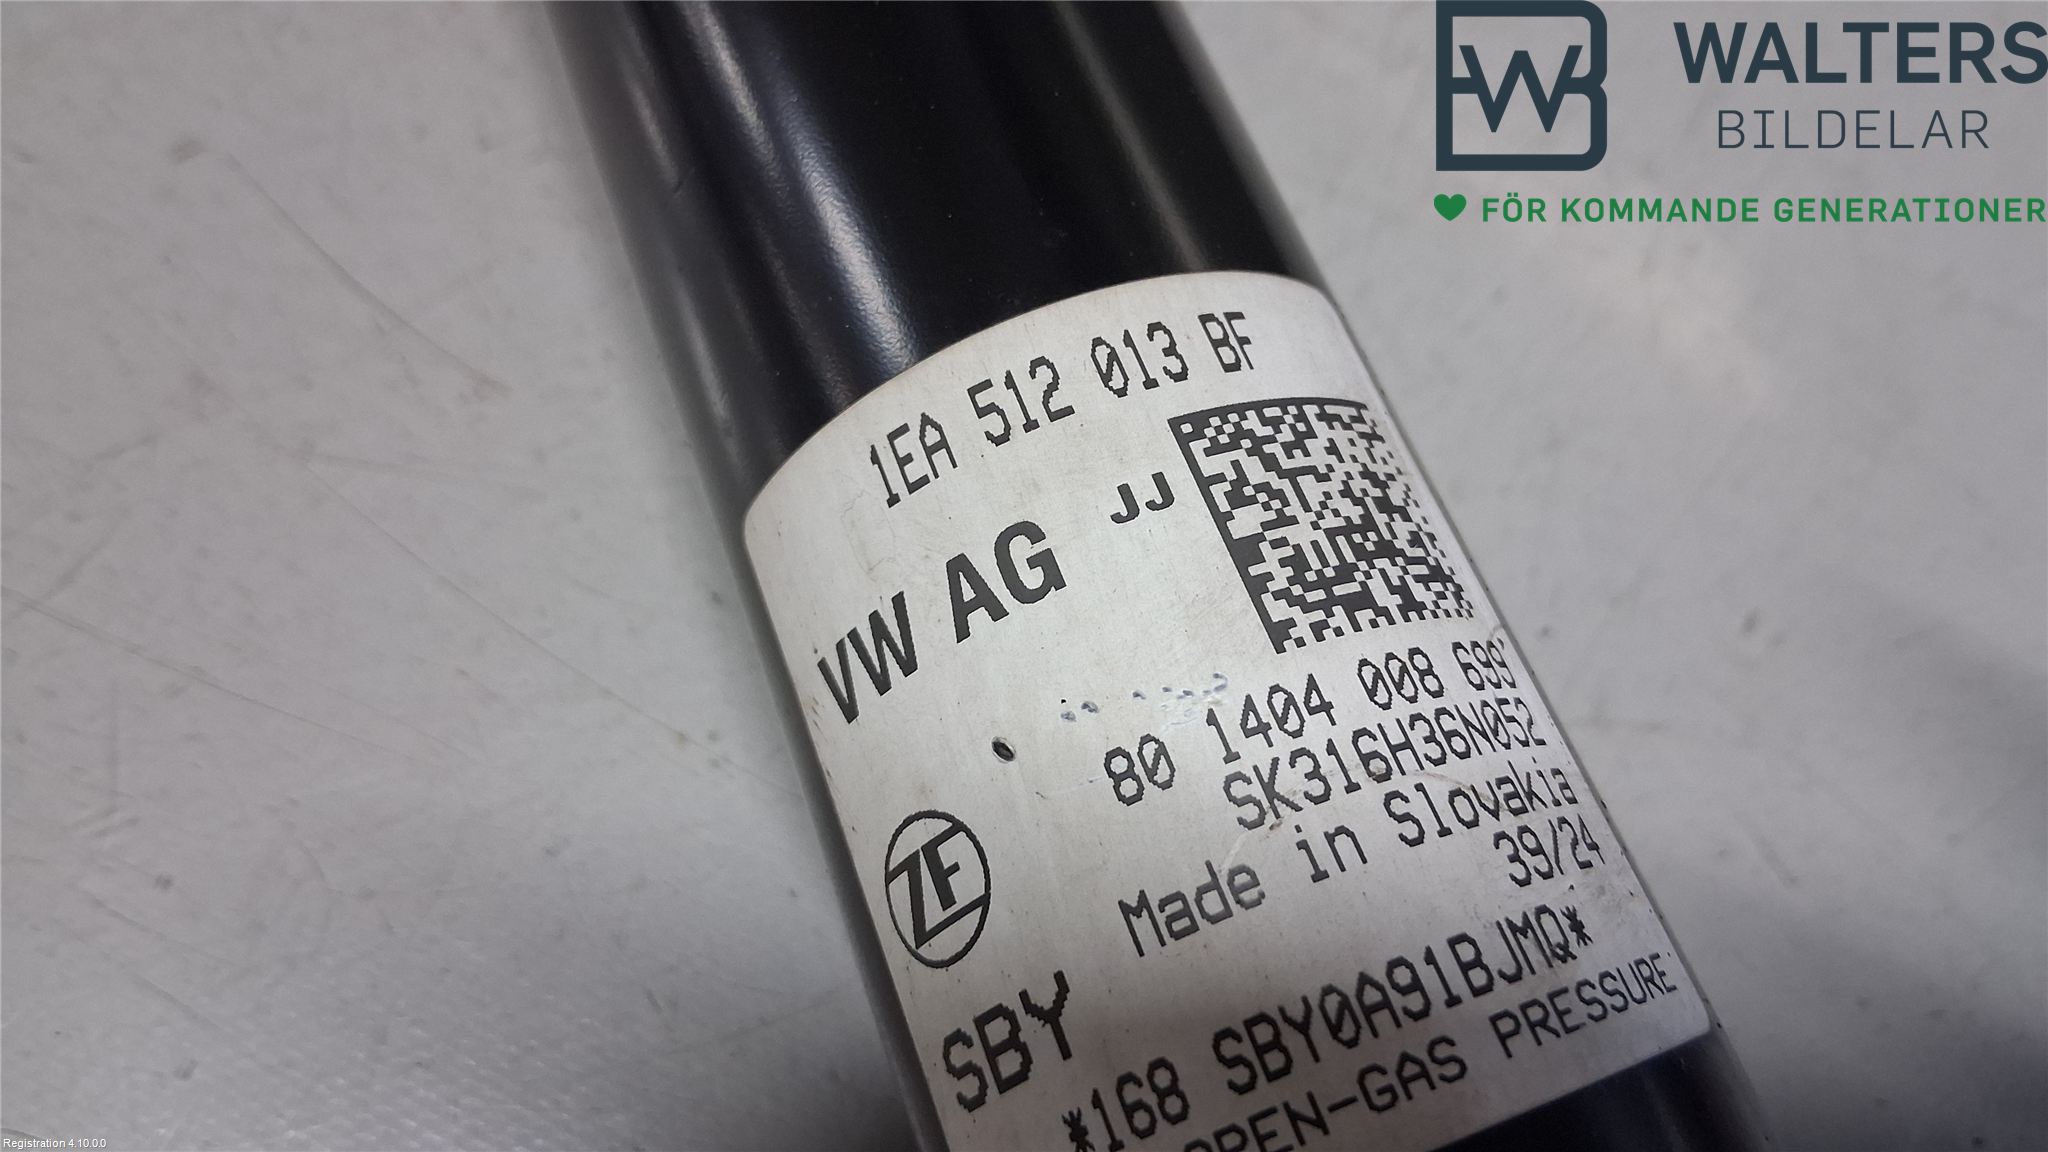 WALTERS
BILDELAR
FÖR KOMMANDE GENERATIONER
1EA 512 013 BF
JJ
VW AG
80 1404 008 699
SK316H36N052
Made in Slovakia
39/24
ZF
SBY
*168 SBY0A91BJMQ*
OPEN-GAS PRESSURE
Registration 4.10.0.0